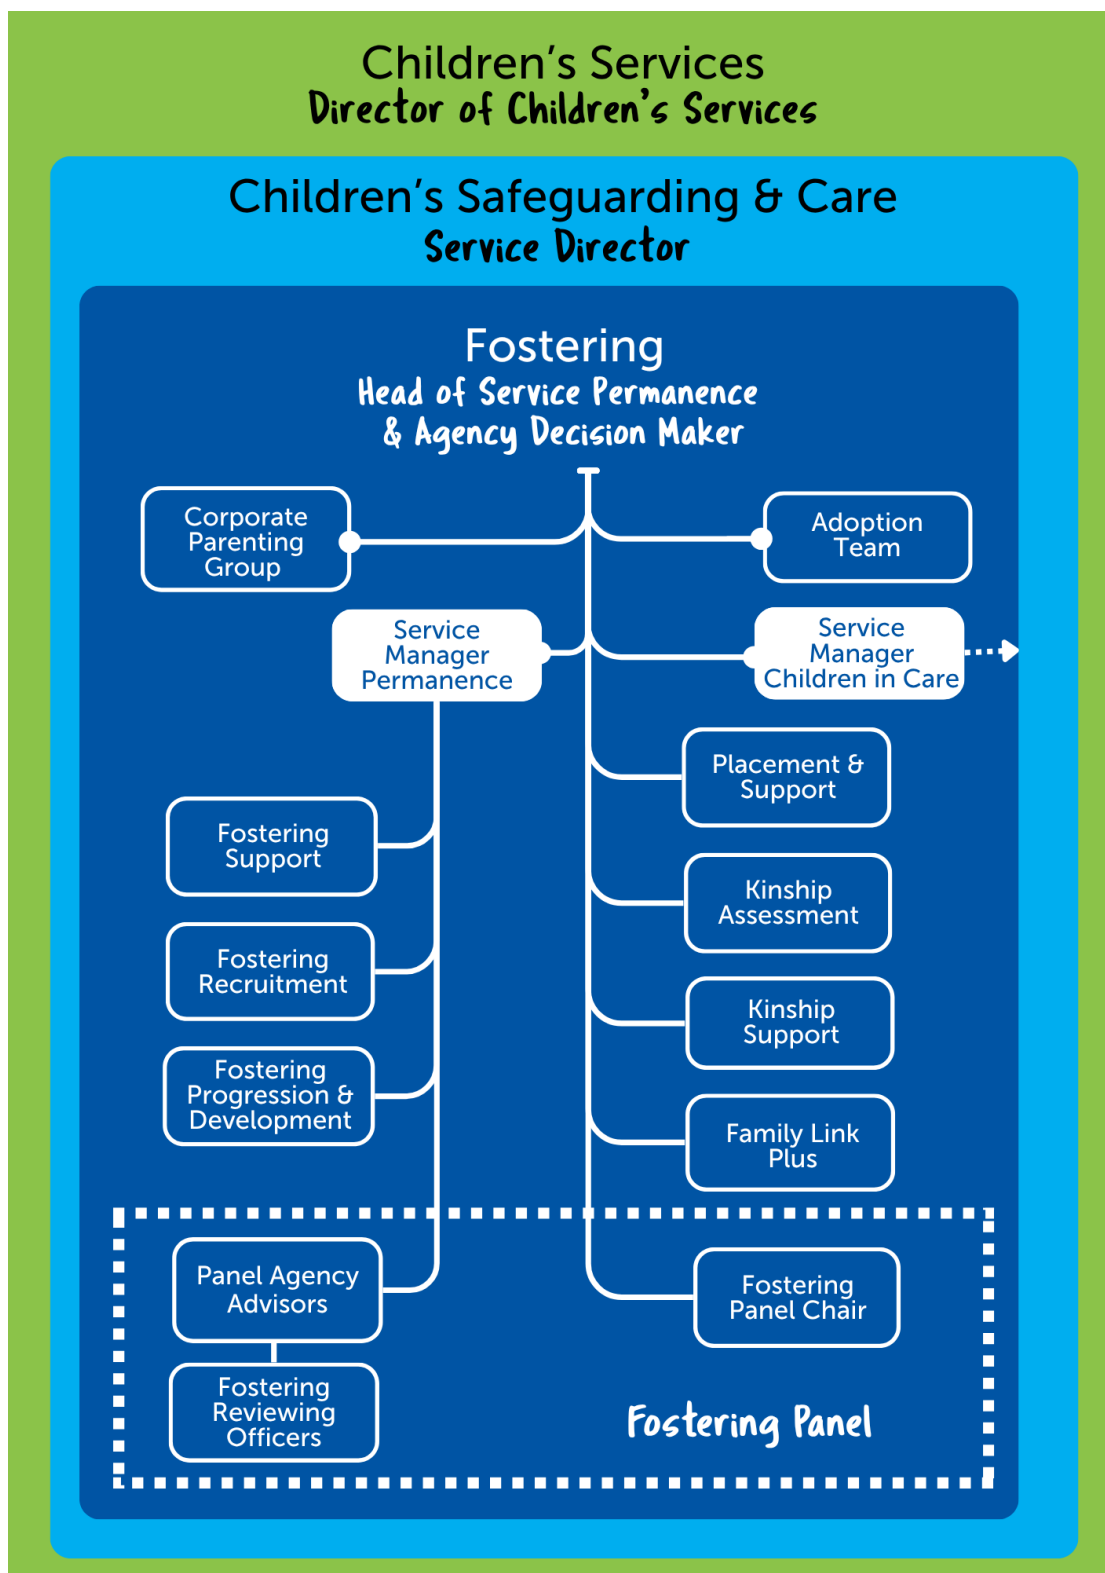 Children’s Services
Director of Children’s Services
Children’s Safeguarding & Care
Service Director
Fostering
Head of Service Permanence
& Agency Decision Maker
Corporate
Parenting
Group
Adoption
Team
Service
Manager
Permanence
Service
Manager
Children in Care
Placement &
Support
Fostering
Support
Kinship
Assessment
Fostering
Recruitment
Kinship
Support
Fostering
Progression &
Development
Family Link
Plus
Panel Agency
Advisors
Fostering
Panel Chair
Fostering
Reviewing
Officers
Fostering Panel